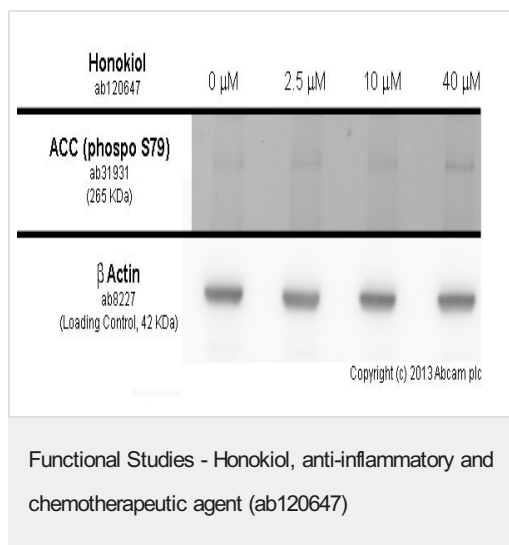 Honokiol
ab120647
0 µM 2.5 µM 10 µM 40 µM
ACC (phospo S79)
ab31931
(265 KDa)
β Actin
ab8227
(Loading Control, 42 KDa)
Copyright (c) 2013 Abcam plc
Functional Studies - Honokiol, anti-inflammatory and
chemotherapeutic agent (ab120647)